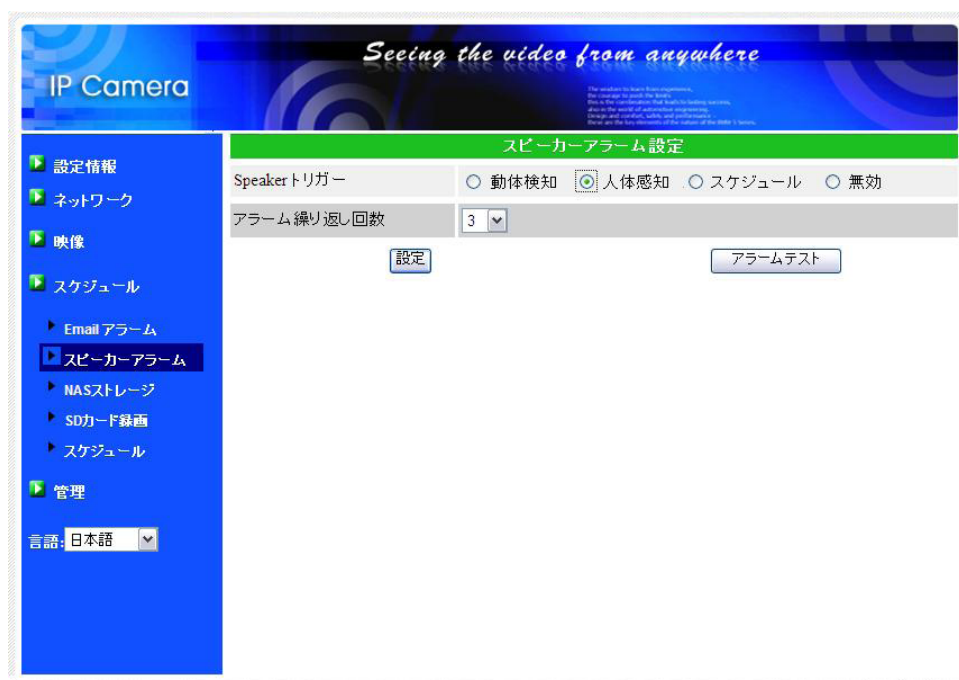 Seeing the video from anywhere
IP Camera
スピーカーアラーム設定
設定情報
ネットワーク
映像
スケジュール
Email アラーム
スピーカーアラーム
NASストレージ
SDカード録画
スケジュール
管理
言語: 日本語
Speakerトリガー 動体検知 人体感知 スケジュール 無効
アラーム繰り返し回数 3
設定 アラームテスト